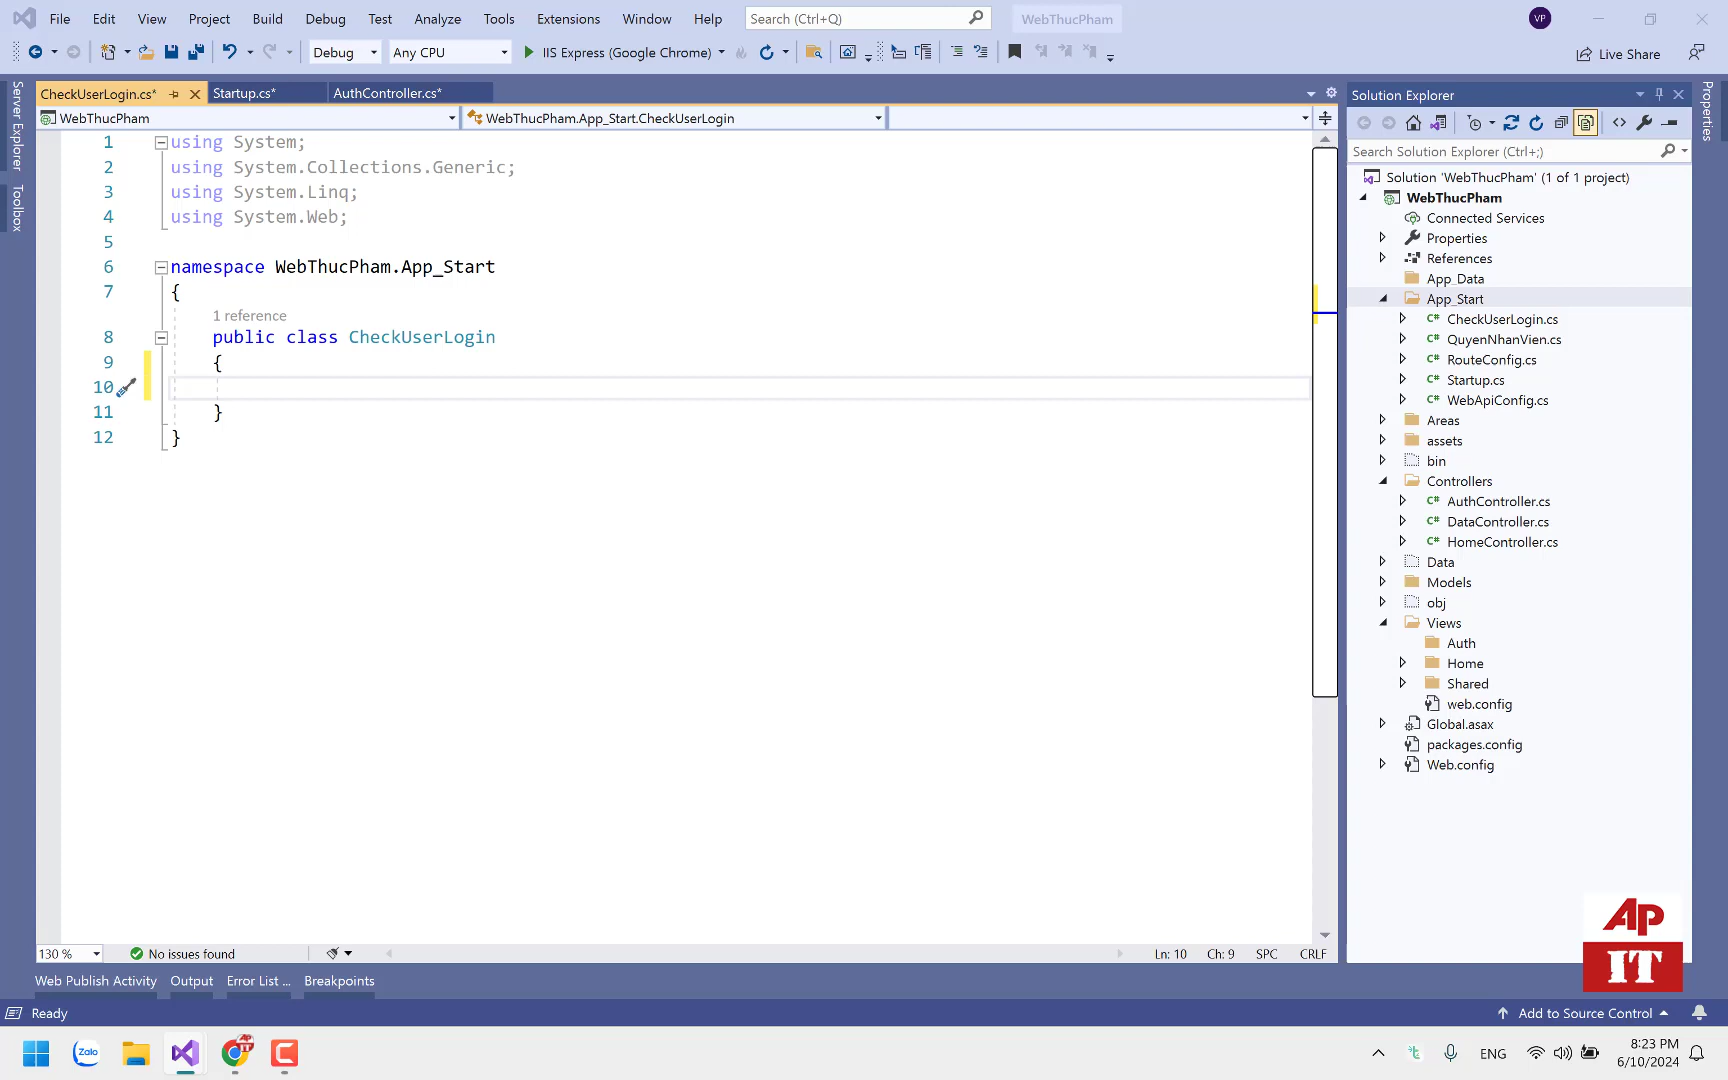 File Edit View Project Build Debug Test Analyze Tools Extensions Window Help Search (Ctrl+Q) WebThucPham VP
Debug Any CPU IIS Express (Google Chrome) Live Share
Server Explorer
Toolbox
CheckUserLogin.cs* Startup.cs* AuthController.cs*
WebThucPham WebThucPham.App_Start.CheckUserLogin
1 using System;
2 using System.Collections.Generic;
3 using System.Linq;
4 using System.Web;
5
6 namespace WebThucPham.App_Start
7 {
1 reference
8 public class CheckUserLogin
9 {
10
11 }
12 }
130 % No issues found Ln: 10 Ch: 9 SPC CRLF
Solution Explorer
Search Solution Explorer (Ctrl+;)
Solution 'WebThucPham' (1 of 1 project)
WebThucPham
Connected Services
Properties
References
App_Data
App_Start
C# CheckUserLogin.cs
C# QuyenNhanVien.cs
C# RouteConfig.cs
C# Startup.cs
C# WebApiConfig.cs
Areas
assets
bin
Controllers
C# AuthController.cs
C# DataController.cs
C# HomeController.cs
Data
Models
obj
Views
Auth
Home
Shared
web.config
Global.asax
packages.config
Web.config
Properties
AP
IT
Web Publish Activity Output Error List ... Breakpoints
Ready Add to Source Control
Zalo AP IT ENG 8:23 PM
6/10/2024